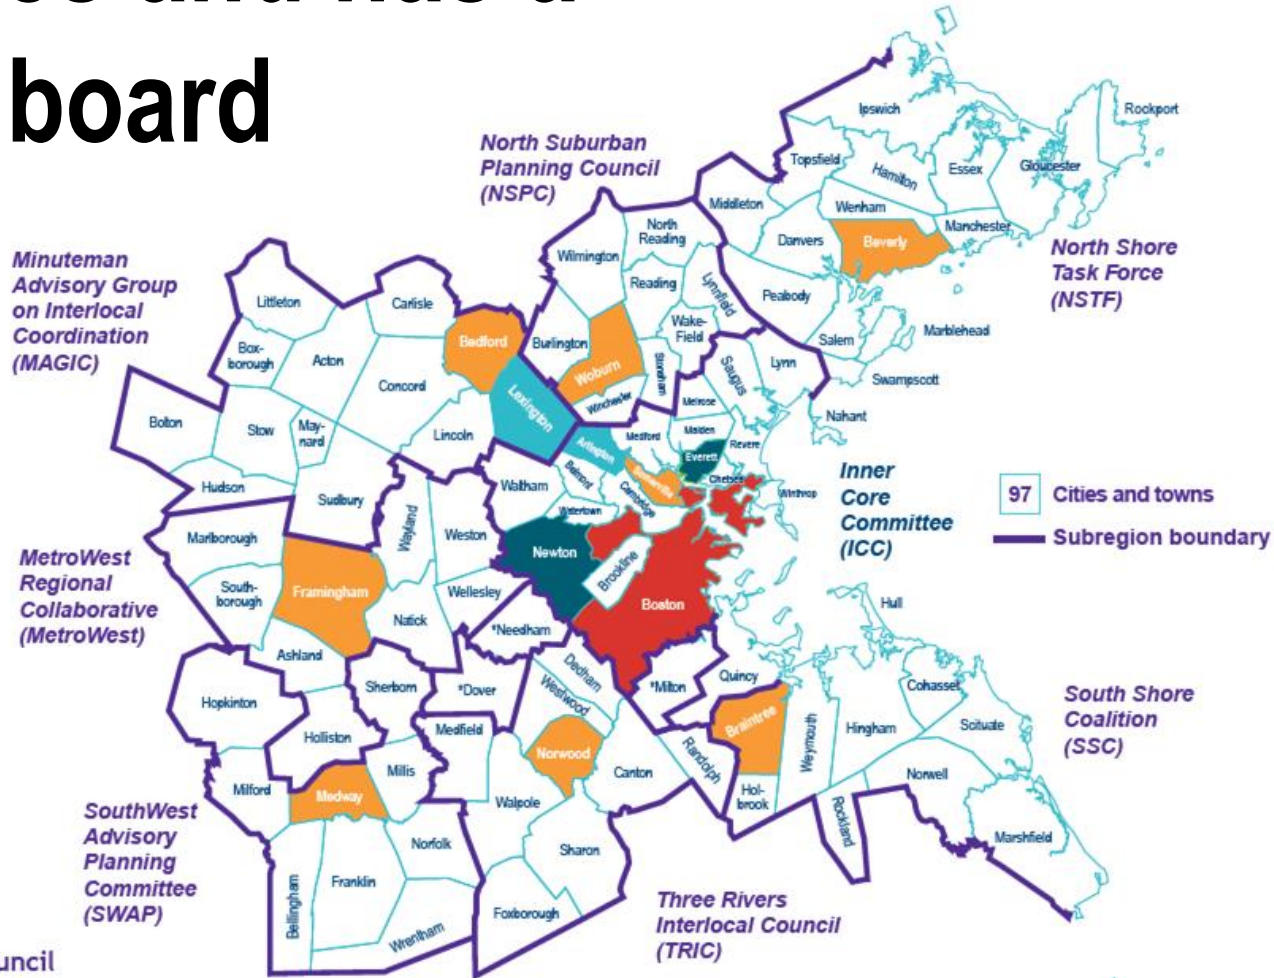 board
North Suburban
Planning Council
(NSPC)
Minuteman
Advisory Group
on Interlocal
Coordination
(MAGIC)
North Shore
Task Force
(NSTF)
Inner
Core
Committee
(ICC)
97 Cities and towns
Subregion boundary
MetroWest
Regional
Collaborative
(MetroWest)
South Shore
Coalition
(SSC)
SouthWest
Advisory
Planning
Committee
(SWAP)
Three Rivers
Interlocal Council
(TRIC)
Ipswich
Rockport
Topsfield
Hamilton
Essex
Gloucester
Middleton
Wenham
Manchester
Danvers
Beverly
Peabody
Salem
Marblehead
Swampscott
Lynn
Nahant
Saugus
North
Reading
Wilmington
Reading
Lynnfield
Wake-
Field
Burlington
Woburn
Stoneham
Winchester
Littleton
Carlisle
Bedford
Box-
borough
Acton
Concord
Lexington
Bolton
Stow
May-
nard
Lincoln
Hudson
Sudbury
Melrose
Malden
Medford
Revere
Everett
Chelsea
Winthrop
Arlington
Somerville
Belmont
Cambridge
Watertown
Waltham
Newton
Brookline
Boston
Marlborough
Wayland
Weston
South-
borough
Framingham
Natick
Wellesley
Ashland
*Needham
Hopkinton
Holliston
Sherborn
*Dover
Dedham
Westwood
*Milton
Quincy
Hull
Cohasset
Scituate
Hingham
Weymouth
Braintree
Norwell
Hol-
brook
Rockland
Marshfield
Randolph
Canton
Norwood
Medfield
Millis
Medway
Milford
Walpole
Norfolk
Sharon
Franklin
Bellingham
Foxborough
Wrentham
uncil